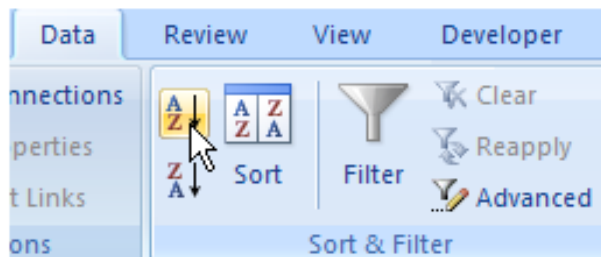 Data Review View Developer
nnections
perties
t Links
ons
A Z
Z A
A Z
Z A
Sort
Filter
Clear
Reapply
Advanced
Sort & Filter